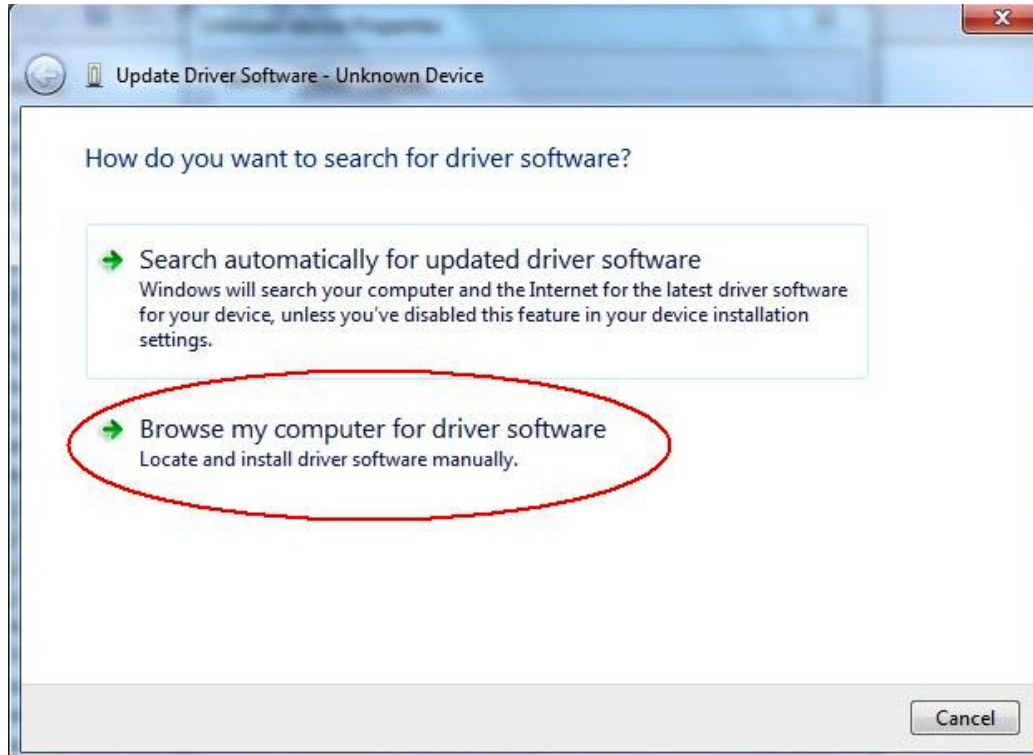 Update Driver Software - Unknown Device
How do you want to search for driver software?
Search automatically for updated driver software
Windows will search your computer and the Internet for the latest driver software
for your device, unless you've disabled this feature in your device installation
settings.
Browse my computer for driver software
Locate and install driver software manually.
Cancel